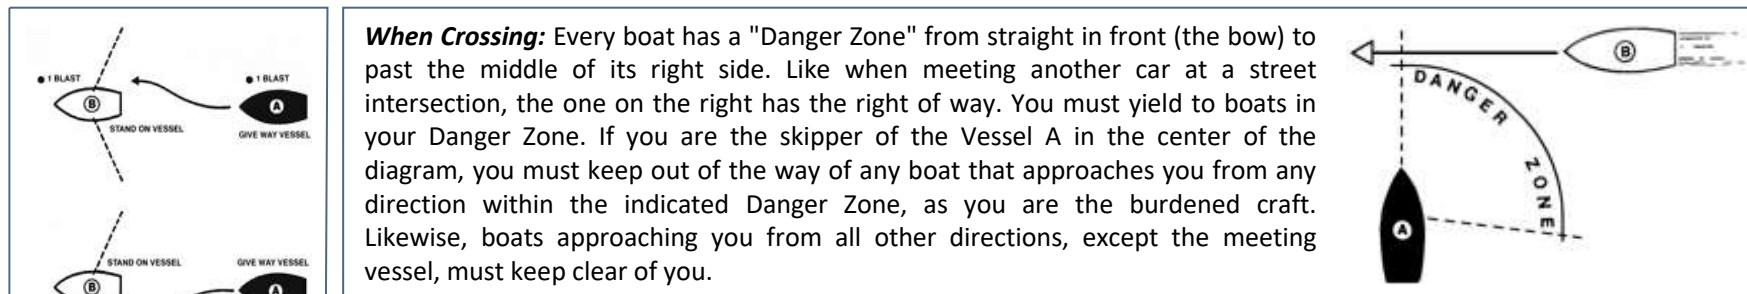 ● 1 BLAST
● 1 BLAST
B
A
STAND ON VESSEL
GIVE WAY VESSEL
STAND ON VESSEL
GIVE WAY VESSEL
B
A
When Crossing: Every boat has a "Danger Zone" from straight in front (the bow) to
past the middle of its right side. Like when meeting another car at a street
intersection, the one on the right has the right of way. You must yield to boats in
your Danger Zone. If you are the skipper of the Vessel A in the center of the
diagram, you must keep out of the way of any boat that approaches you from any
direction within the indicated Danger Zone, as you are the burdened craft.
Likewise, boats approaching you from all other directions, except the meeting
vessel, must keep clear of you.
B
DANGER ZONE
A